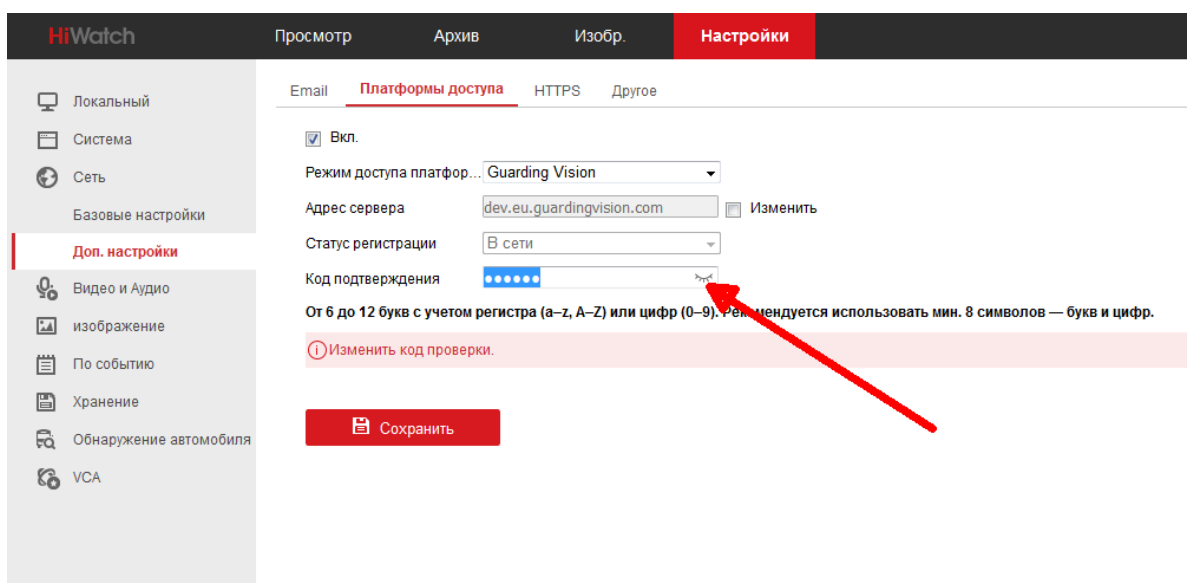 HiWatch
Просмотр Архив Изобр. Настройки
Локальный
Система
Сеть
Базовые настройки
Доп. настройки
Видео и Аудио
изображение
По событию
Хранение
Обнаружение автомобиля
VCA
Email Платформы доступа HTTPS Другое
Вкл.
Режим доступа платфор... Guarding Vision
Адрес сервера dev.eu.guardingvision.com Изменить
Статус регистрации В сети
Код подтверждения ●●●●●●
От 6 до 12 букв с учетом регистра (a–z, A–Z) или цифр (0–9). Рекомендуется использовать мин. 8 символов — букв и цифр.
Изменить код проверки.
Сохранить